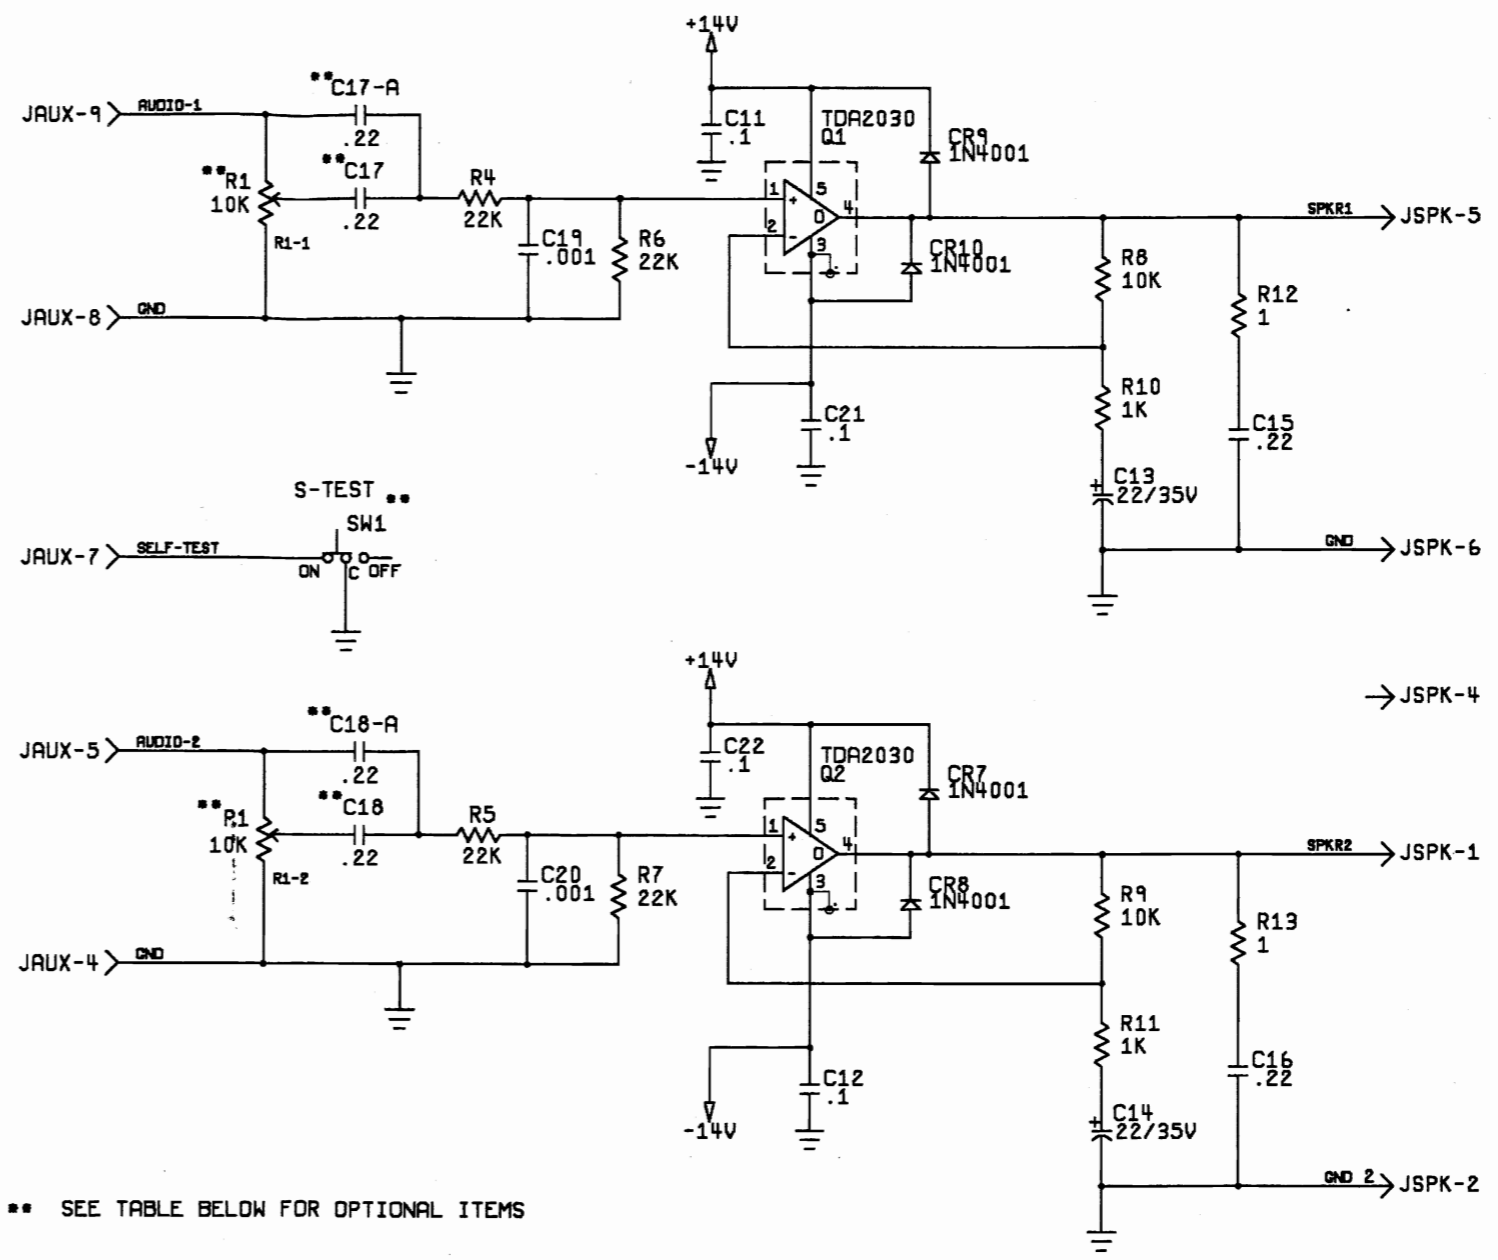 +14V
**C17-A
.22
JAUX-9
AUDIO-1
**R1
10K
R1-1
**C17
.22
R4
22K
C19
.001
R6
22K
C11
.1
TDA2030
Q1
CR9
1N4001
1
2
5
4
3
+
-
O
CR10
1N4001
SPKR1
JSPK-5
R8
10K
R12
1
JAUX-8
GND
R10
1K
C21
.1
-14V
C15
.22
C13
+
22/35V
S-TEST **
SW1
JAUX-7
SELF-TEST
ON
C
OFF
GND
JSPK-6
+14V
JSPK-4
**C18-A
.22
JAUX-5
AUDIO-2
**R1
10K
R1-2
**C18
.22
R5
22K
C20
.001
R7
22K
C22
.1
TDA2030
Q2
CR7
1N4001
1
2
5
4
3
+
-
O
CR8
1N4001
SPKR2
JSPK-1
R9
10K
R13
1
JAUX-4
GND
R11
1K
C12
.1
-14V
C16
.22
C14
+
22/35V
GND 2
JSPK-2
** SEE TABLE BELOW FOR OPTIONAL ITEMS